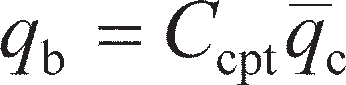 q_b = C_cpt q̅_c